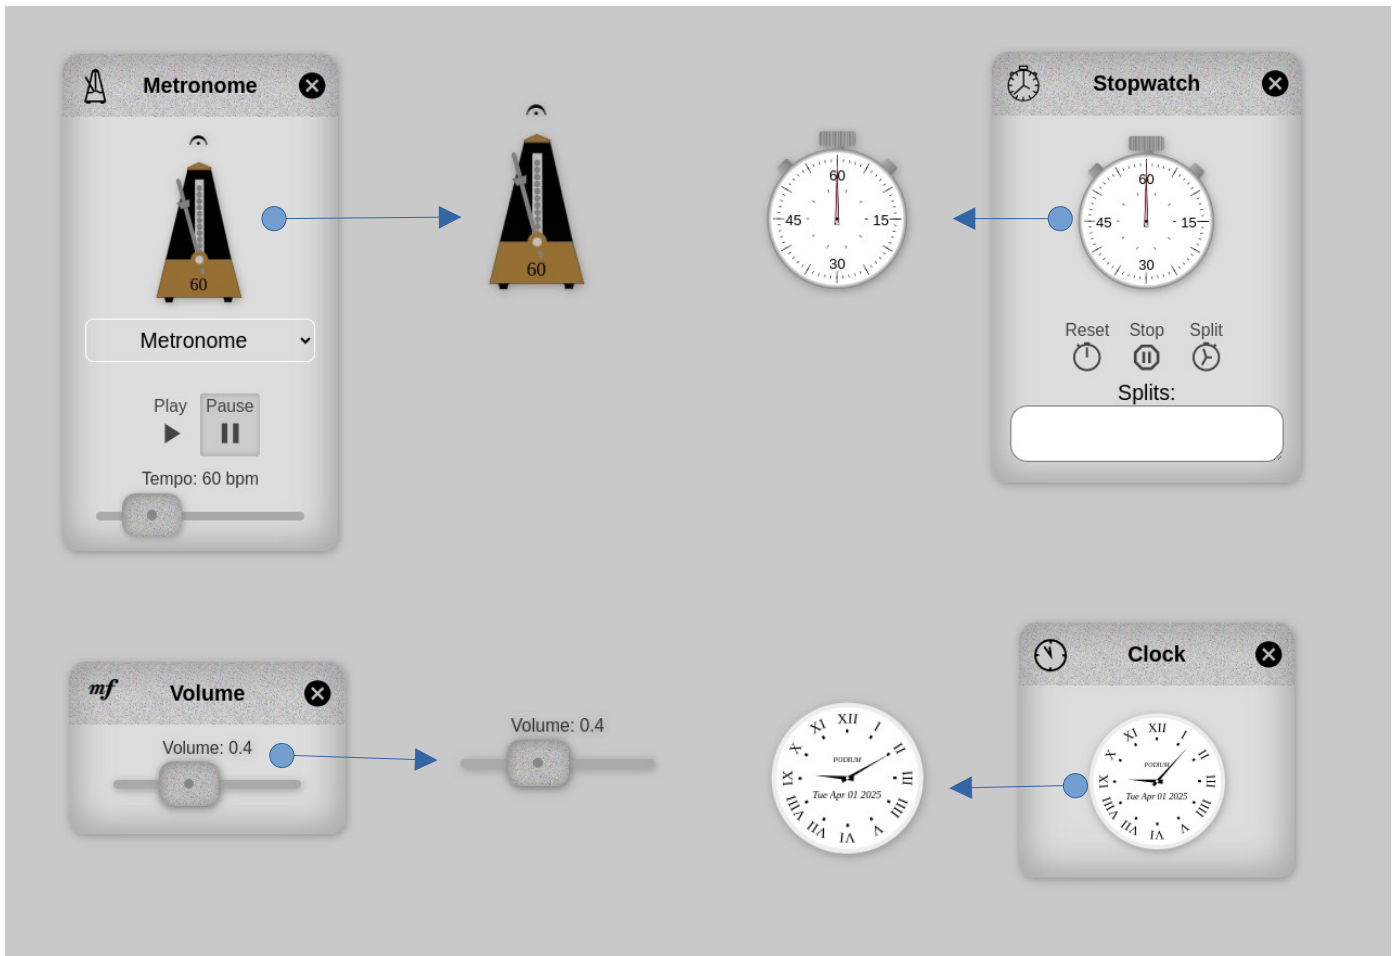 Metronome
60
Metronome
Play
Pause
Tempo: 60 bpm
60
60
15
30
45
Stopwatch
60
15
30
45
Reset
Stop
Split
Splits:
mf
Volume
Volume: 0.4
Volume: 0.4
XII
I
II
III
IIII
V
VI
VII
VIII
IX
X
XI
PODIUM
Tue Apr 01 2025
Clock
XII
I
II
III
IIII
V
VI
VII
VIII
IX
X
XI
PODIUM
Tue Apr 01 2025